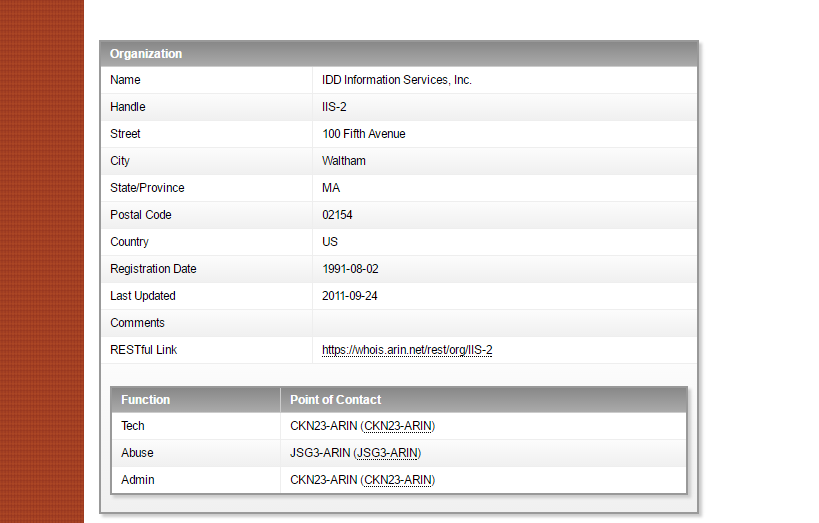 Organization
Name IDD Information Services, Inc.
Handle IIS-2
Street 100 Fifth Avenue
City Waltham
State/Province MA
Postal Code 02154
Country US
Registration Date 1991-08-02
Last Updated 2011-09-24
Comments
RESTful Link https://whois.arin.net/rest/org/IIS-2
Function Point of Contact
Tech CKN23-ARIN (CKN23-ARIN)
Abuse JSG3-ARIN (JSG3-ARIN)
Admin CKN23-ARIN (CKN23-ARIN)